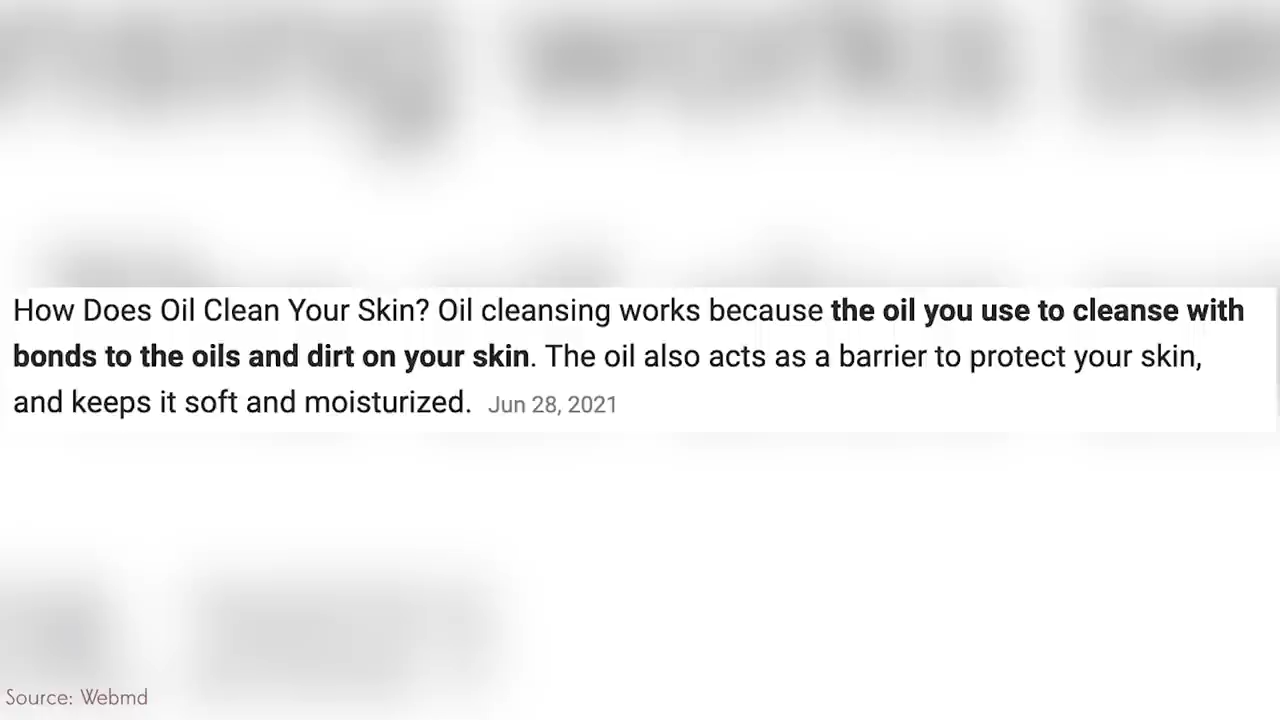 How Does Oil Clean Your Skin? Oil cleansing works because the oil you use to cleanse with
bonds to the oils and dirt on your skin. The oil also acts as a barrier to protect your skin,
and keeps it soft and moisturized. Jun 28, 2021
Source: Webmd